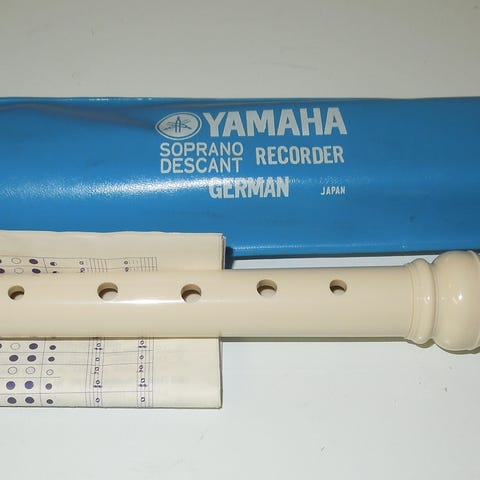 YAMAHA
SOPRANO
DESCANT RECORDER
GERMAN JAPAN